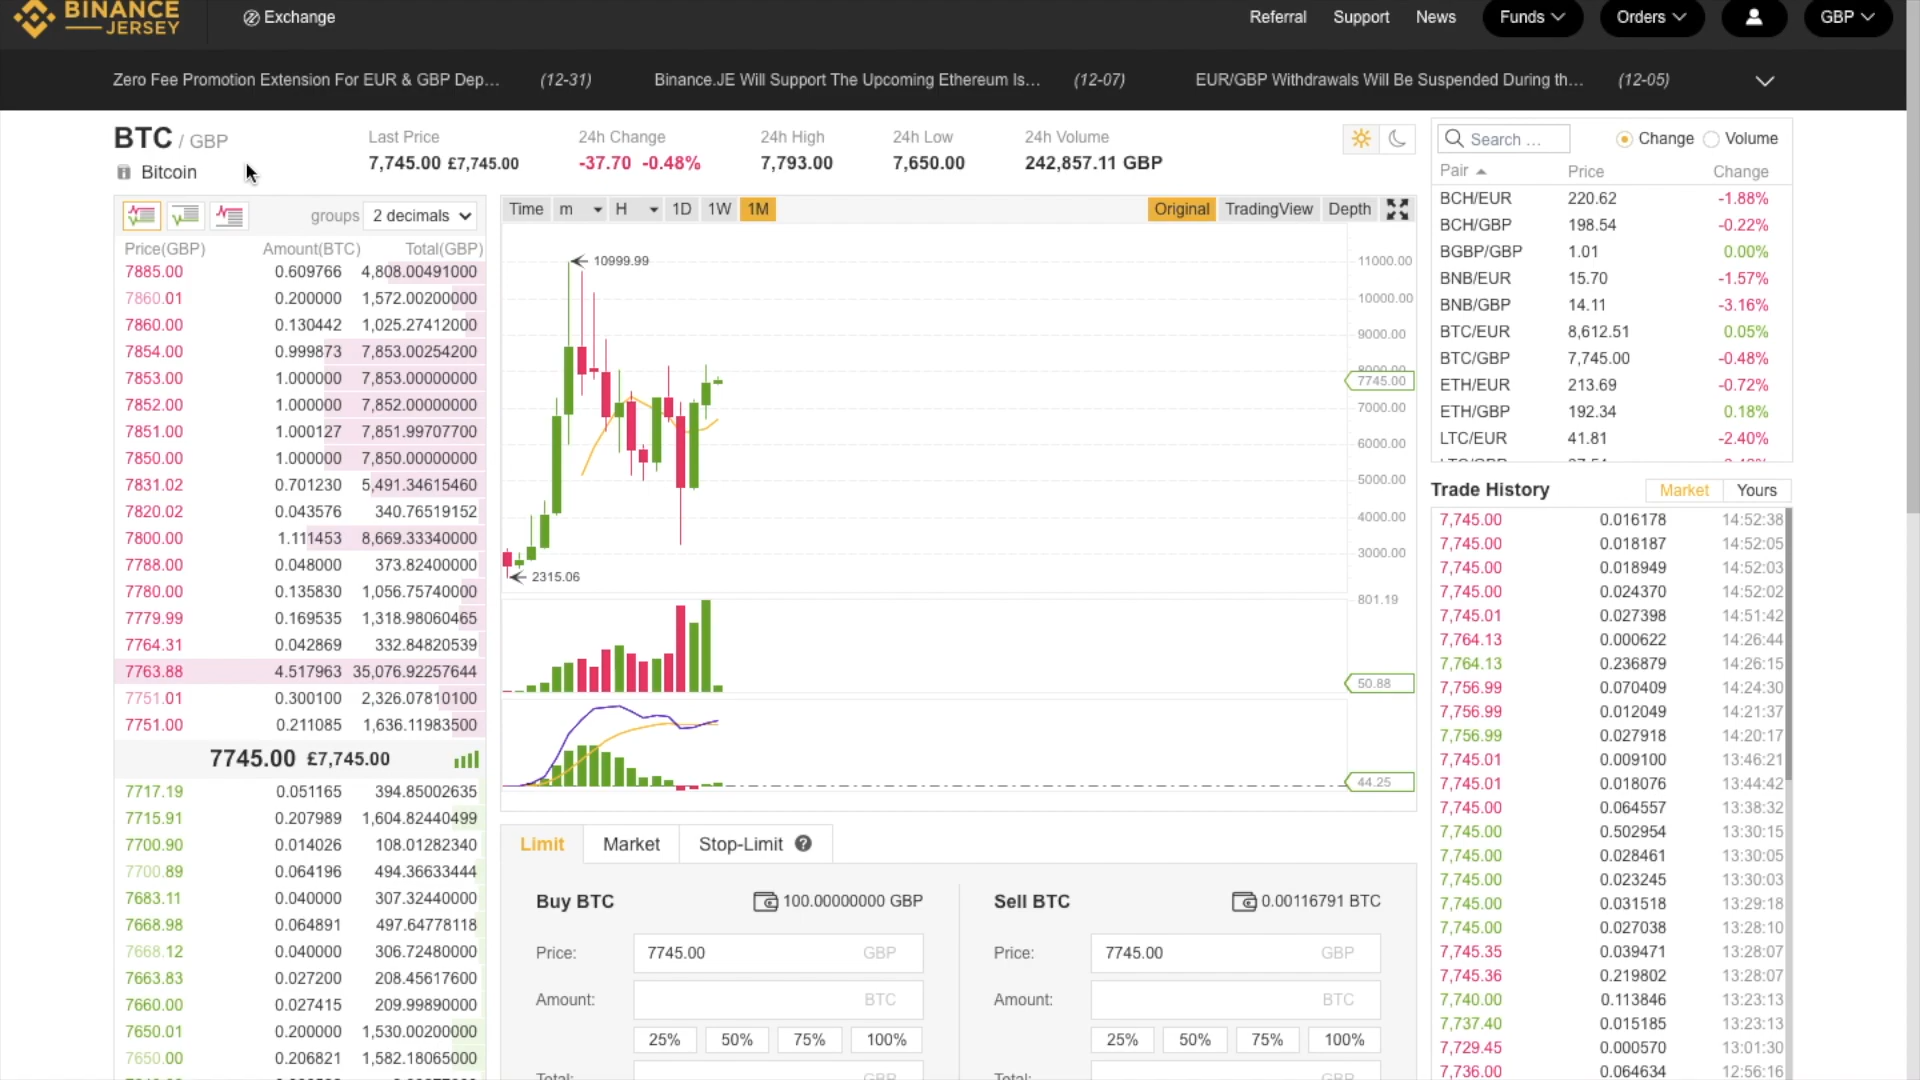 BINANCE
JERSEY
Exchange
Referral Support News Funds Orders GBP
Zero Fee Promotion Extension For EUR & GBP Dep... (12-31) Binance.JE Will Support The Upcoming Ethereum Is... (12-07) EUR/GBP Withdrawals Will Be Suspended During th... (12-05)
BTC / GBP
Bitcoin
Last Price
7,745.00 £7,745.00
24h Change
-37.70 -0.48%
24h High
7,793.00
24h Low
7,650.00
24h Volume
242,857.11 GBP
groups 2 decimals
Price(GBP) Amount(BTC) Total(GBP)
7885.00 0.609766 4,808.00491000
7860.01 0.200000 1,572.00200000
7860.00 0.130442 1,025.27412000
7854.00 0.999873 7,853.00254200
7853.00 1.000000 7,853.00000000
7852.00 1.000000 7,852.00000000
7851.00 1.000127 7,851.99707700
7850.00 1.000000 7,850.00000000
7831.02 0.701230 5,491.34615460
7820.02 0.043576 340.76519152
7800.00 1.111453 8,669.33340000
7788.00 0.048000 373.82400000
7780.00 0.135830 1,056.75740000
7779.99 0.169535 1,318.98060465
7764.31 0.042869 332.84820539
7763.88 4.517963 35,076.92257644
7751.01 0.300100 2,326.07810100
7751.00 0.211085 1,636.11983500
7745.00 £7,745.00
7717.19 0.051165 394.85002635
7715.91 0.207989 1,604.82440499
7700.90 0.014026 108.01282340
7700.89 0.064196 494.36633444
7683.11 0.040000 307.32440000
7668.98 0.064891 497.64778118
7668.12 0.040000 306.72480000
7663.83 0.027200 208.45617600
7660.00 0.027415 209.99890000
7650.01 0.200000 1,530.00200000
7650.00 0.206821 1,582.18065000
Time m H 1D 1W 1M
Original TradingView Depth
10999.99
2315.06
11000.00
10000.00
9000.00
8000.00
7745.00
7000.00
6000.00
5000.00
4000.00
3000.00
801.19
50.88
44.25
Limit Market Stop-Limit ?
Buy BTC 100.00000000 GBP
Price: 7745.00 GBP
Amount: BTC
25% 50% 75% 100%
Total: GBP
Sell BTC 0.00116791 BTC
Price: 7745.00 GBP
Amount: BTC
25% 50% 75% 100%
Total: GBP
Search ... Change Volume
Pair Price Change
BCH/EUR 220.62 -1.88%
BCH/GBP 198.54 -0.22%
BGBP/GBP 1.01 0.00%
BNB/EUR 15.70 -1.57%
BNB/GBP 14.11 -3.16%
BTC/EUR 8,612.51 0.05%
BTC/GBP 7,745.00 -0.48%
ETH/EUR 213.69 -0.72%
ETH/GBP 192.34 0.18%
LTC/EUR 41.81 -2.40%
Trade History Market Yours
7,745.00 0.016178 14:52:38
7,745.00 0.018187 14:52:05
7,745.00 0.018949 14:52:03
7,745.00 0.024370 14:52:02
7,745.01 0.027398 14:51:42
7,764.13 0.000622 14:26:44
7,764.13 0.236879 14:26:15
7,756.99 0.070409 14:24:30
7,756.99 0.012049 14:21:37
7,756.99 0.027918 14:20:17
7,745.01 0.009100 13:46:21
7,745.01 0.018076 13:44:42
7,745.00 0.064557 13:38:32
7,745.00 0.502954 13:30:15
7,745.00 0.028461 13:30:05
7,745.00 0.023245 13:30:03
7,745.00 0.031518 13:29:18
7,745.00 0.027038 13:28:10
7,745.35 0.039471 13:28:07
7,745.36 0.219802 13:28:07
7,740.00 0.113846 13:23:13
7,737.40 0.015185 13:23:13
7,729.45 0.000570 13:01:30
7,736.00 0.064634 12:56:16